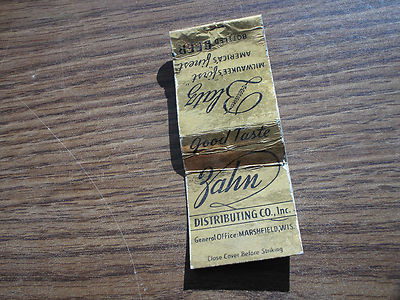 BOTTLED BEER
AMERICA'S finest
MILWAUKEE'S first
Blatz
Good Taste
Zahn
DISTRIBUTING CO., Inc.
General Office: MARSHFIELD, WIS.
Close Cover Before Striking